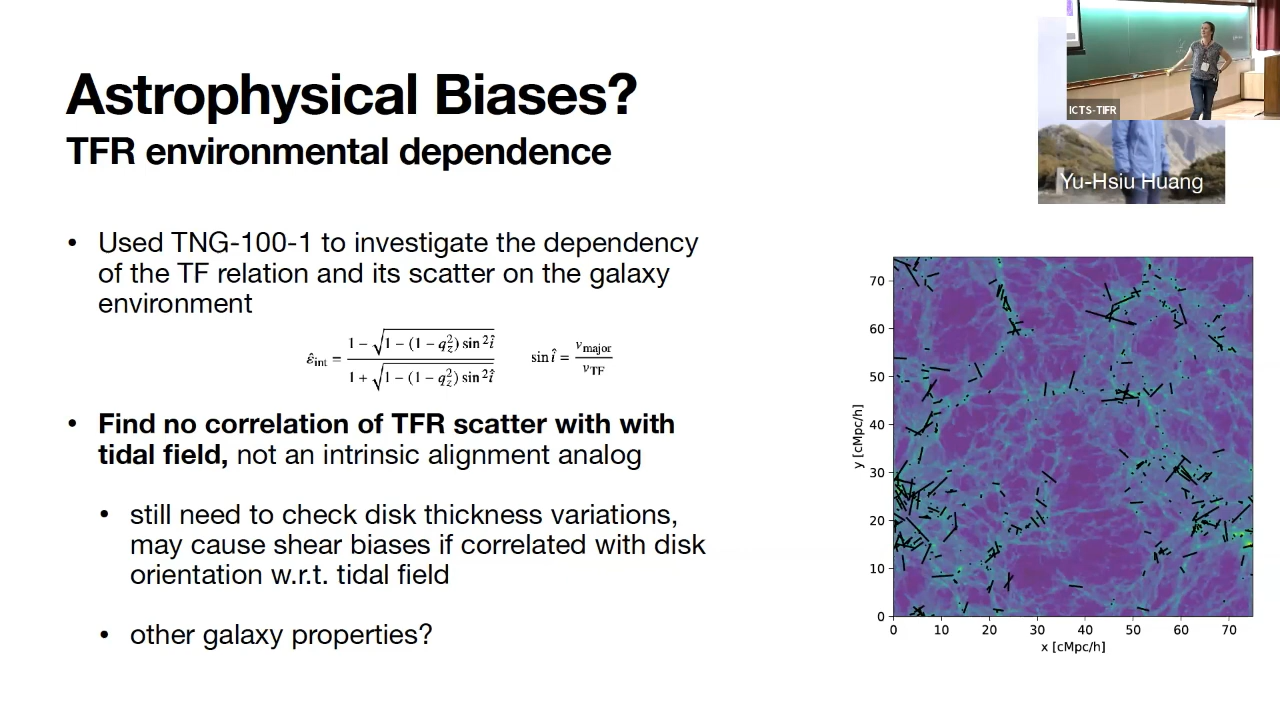 Astrophysical Biases?
TFR environmental dependence
ICTS-TIFR
Yu-Hsiu Huang
• Used TNG-100-1 to investigate the dependency
of the TF relation and its scatter on the galaxy
environment
ε̂_int = (1 − √(1 − (1 − q_z²) sin² î)) / (1 + √(1 − (1 − q_z²) sin² î))   sin î = v_major / v_TF
• Find no correlation of TFR scatter with with
tidal field, not an intrinsic alignment analog
• still need to check disk thickness variations,
may cause shear biases if correlated with disk
orientation w.r.t. tidal field
• other galaxy properties?
70
60
50
40
30
20
10
0
y [cMpc/h]
0 10 20 30 40 50 60 70
x [cMpc/h]